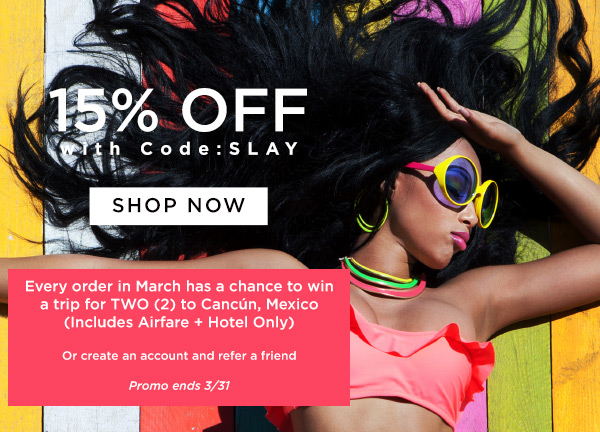 15% OFF
with Code:SLAY
SHOP NOW
Every order in March has a chance to win
a trip for TWO (2) to Cancún, Mexico
(Includes Airfare + Hotel Only)
Or create an account and refer a friend
Promo ends 3/31